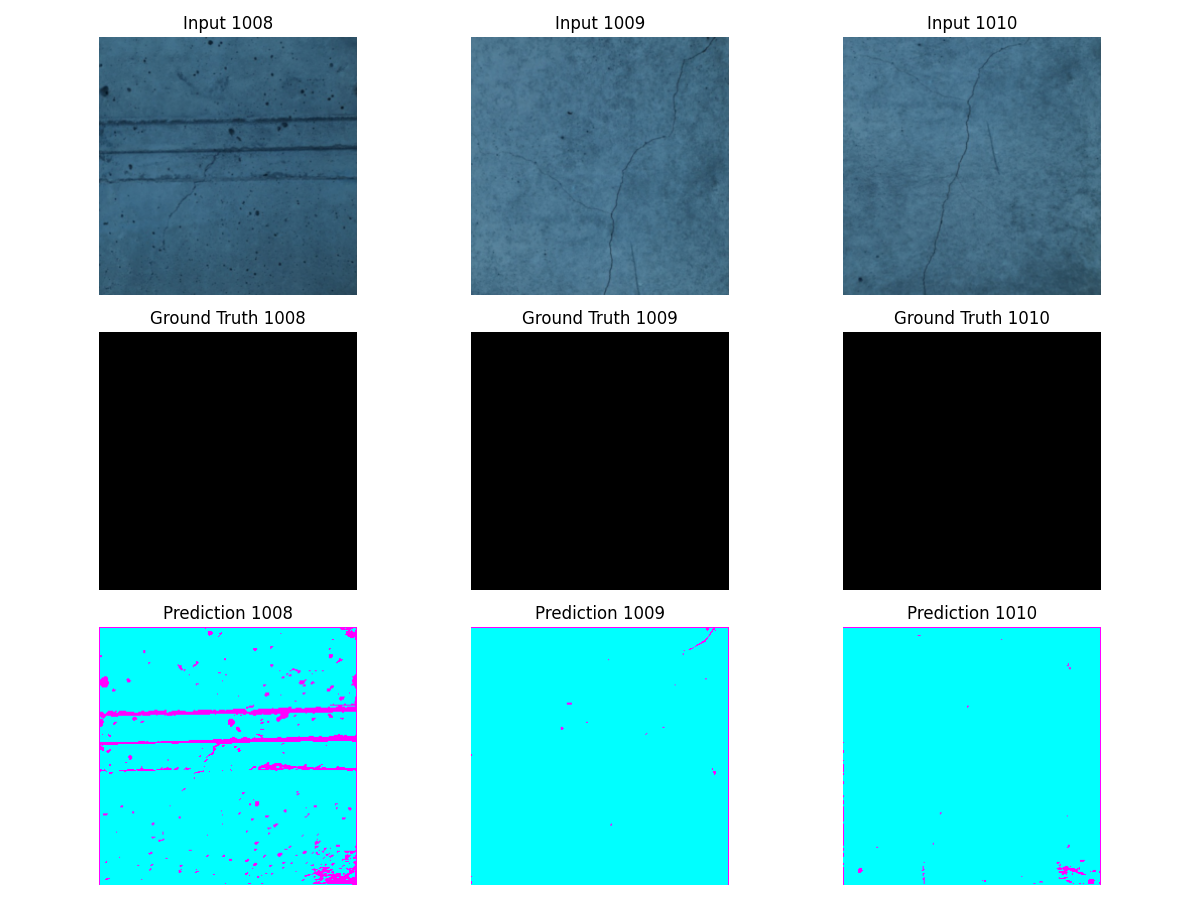 Input 1008
Input 1009
Input 1010
Ground Truth 1008
Ground Truth 1009
Ground Truth 1010
Prediction 1008
Prediction 1009
Prediction 1010